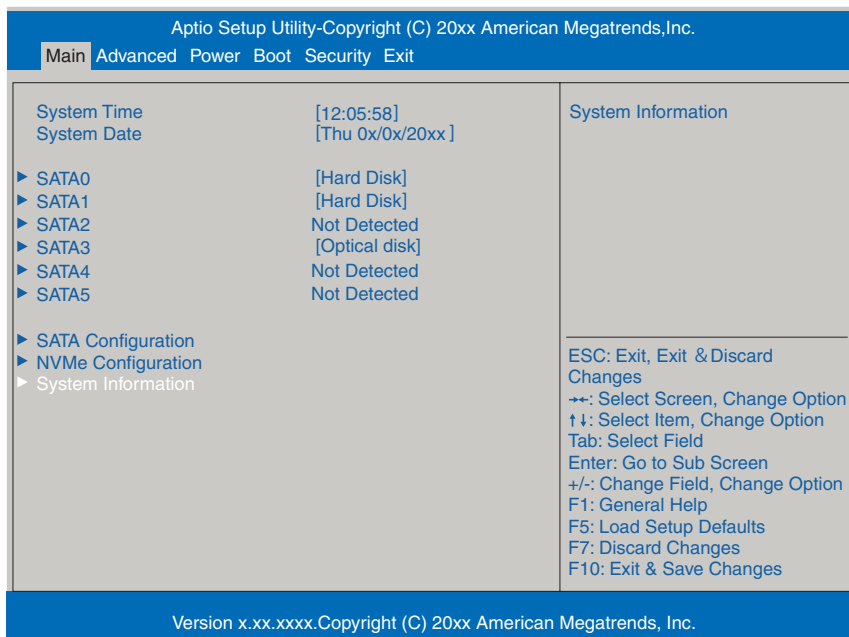 Aptio Setup Utility-Copyright (C) 20xx American Megatrends,Inc.
Main Advanced Power Boot Security Exit
System Time [12:05:58]
System Date [Thu 0x/0x/20xx ]
SATA0 [Hard Disk]
SATA1 [Hard Disk]
SATA2 Not Detected
SATA3 [Optical disk]
SATA4 Not Detected
SATA5 Not Detected
SATA Configuration
NVMe Configuration
System Information
System Information
ESC: Exit, Exit & Discard
Changes
→←: Select Screen, Change Option
↑↓: Select Item, Change Option
Tab: Select Field
Enter: Go to Sub Screen
+/-: Change Field, Change Option
F1: General Help
F5: Load Setup Defaults
F7: Discard Changes
F10: Exit & Save Changes
Version x.xx.xxxx.Copyright (C) 20xx American Megatrends, Inc.